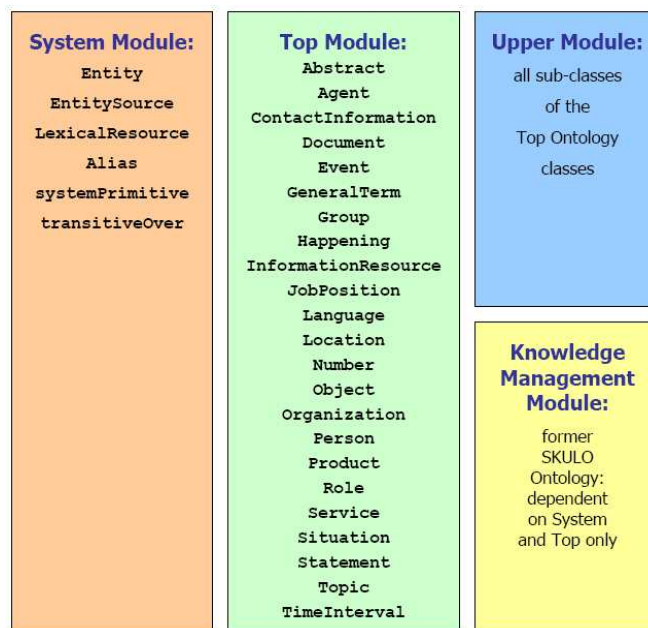 System Module:
Entity
EntitySource
LexicalResource
Alias
systemPrimitive
transitiveOver
Top Module:
Abstract
Agent
ContactInformation
Document
Event
GeneralTerm
Group
Happening
InformationResource
JobPosition
Language
Location
Number
Object
Organization
Person
Product
Role
Service
Situation
Statement
Topic
TimeInterval
Upper Module:
all sub-classes
of the
Top Ontology
classes
Knowledge
Management
Module:
former
SKULO
Ontology:
dependent
on System
and Top only